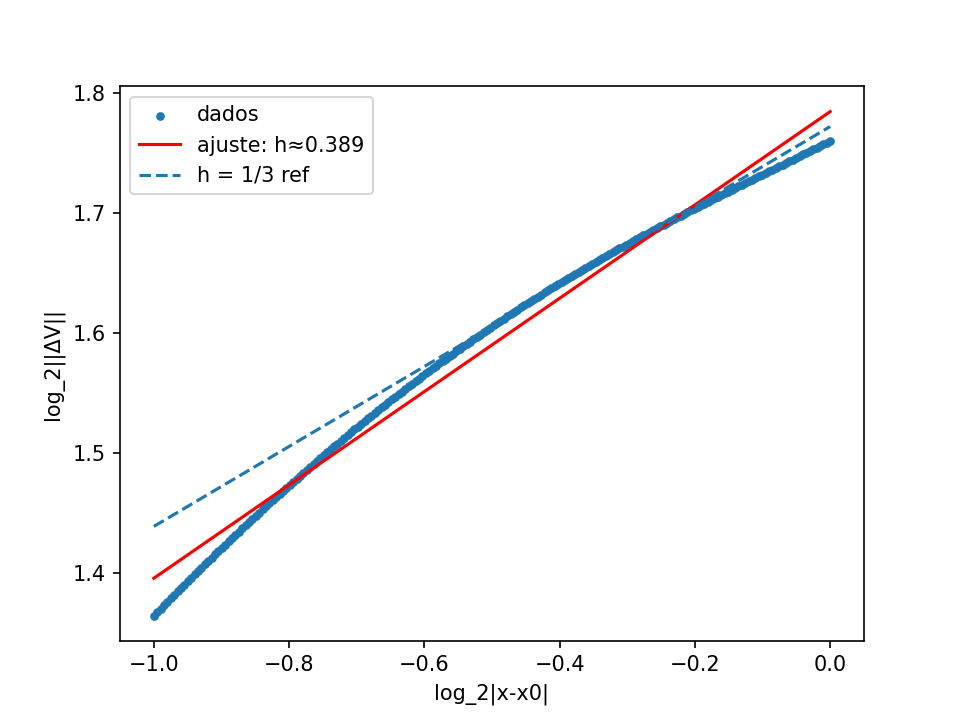 dados
ajuste: h≈0.389
h = 1/3 ref
1.8
1.7
1.6
1.5
1.4
log_2||ΔV||
−1.0 −0.8 −0.6 −0.4 −0.2 0.0
log_2|x-x0|